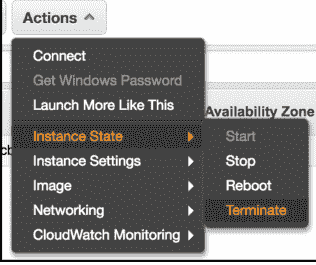 Actions
Connect
Get Windows Password
Launch More Like This
Availability Zone
Instance State
Start
Instance Settings
Stop
Image
Reboot
Networking
Terminate
CloudWatch Monitoring